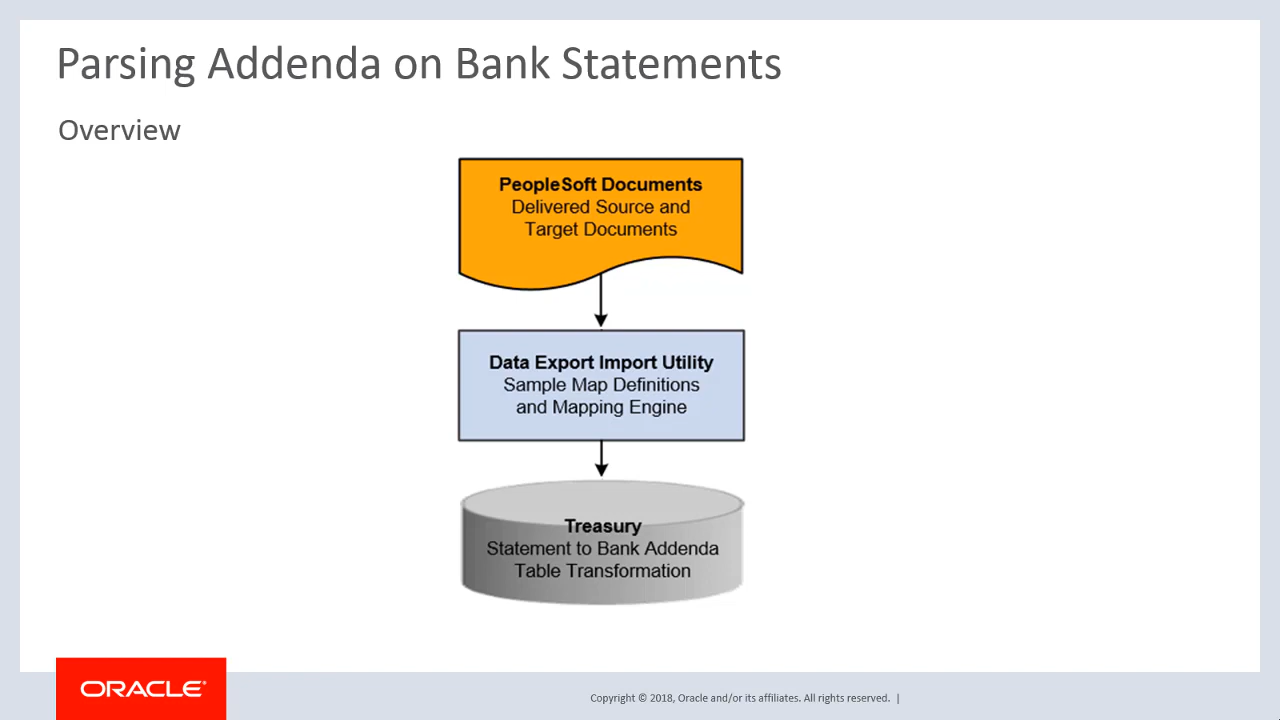 Parsing Addenda on Bank Statements
Overview
PeopleSoft Documents
Delivered Source and
Target Documents
Data Export Import Utility
Sample Map Definitions
and Mapping Engine
Treasury
Statement to Bank Addenda
Table Transformation
ORACLE®
Copyright © 2018, Oracle and/or its affiliates. All rights reserved. |